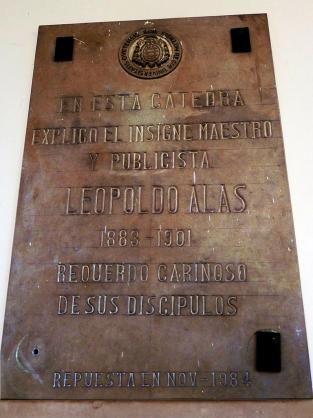 EN ESTA CATEDRA
EXPLICO EL INSIGNE MAESTRO
Y PUBLICISTA
LEOPOLDO ALAS
1883-1901
REQUERDO CARIÑOSO
DE SUS DISCIPULOS
REPUESTA EN NOV-1984